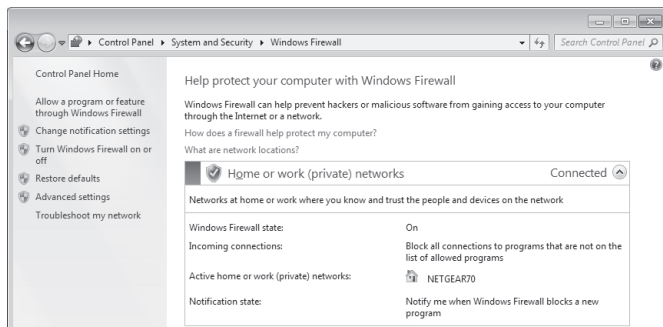 Control Panel ▸ System and Security ▸ Windows Firewall
Search Control Panel
Control Panel Home
Allow a program or feature
through Windows Firewall
Change notification settings
Turn Windows Firewall on or
off
Restore defaults
Advanced settings
Troubleshoot my network
Help protect your computer with Windows Firewall
Windows Firewall can help prevent hackers or malicious software from gaining access to your computer
through the Internet or a network.
How does a firewall help protect my computer?
What are network locations?
Home or work (private) networks Connected
Networks at home or work where you know and trust the people and devices on the network
Windows Firewall state: On
Incoming connections: Block all connections to programs that are not on the
list of allowed programs
Active home or work (private) networks: NETGEAR70
Notification state: Notify me when Windows Firewall blocks a new
program